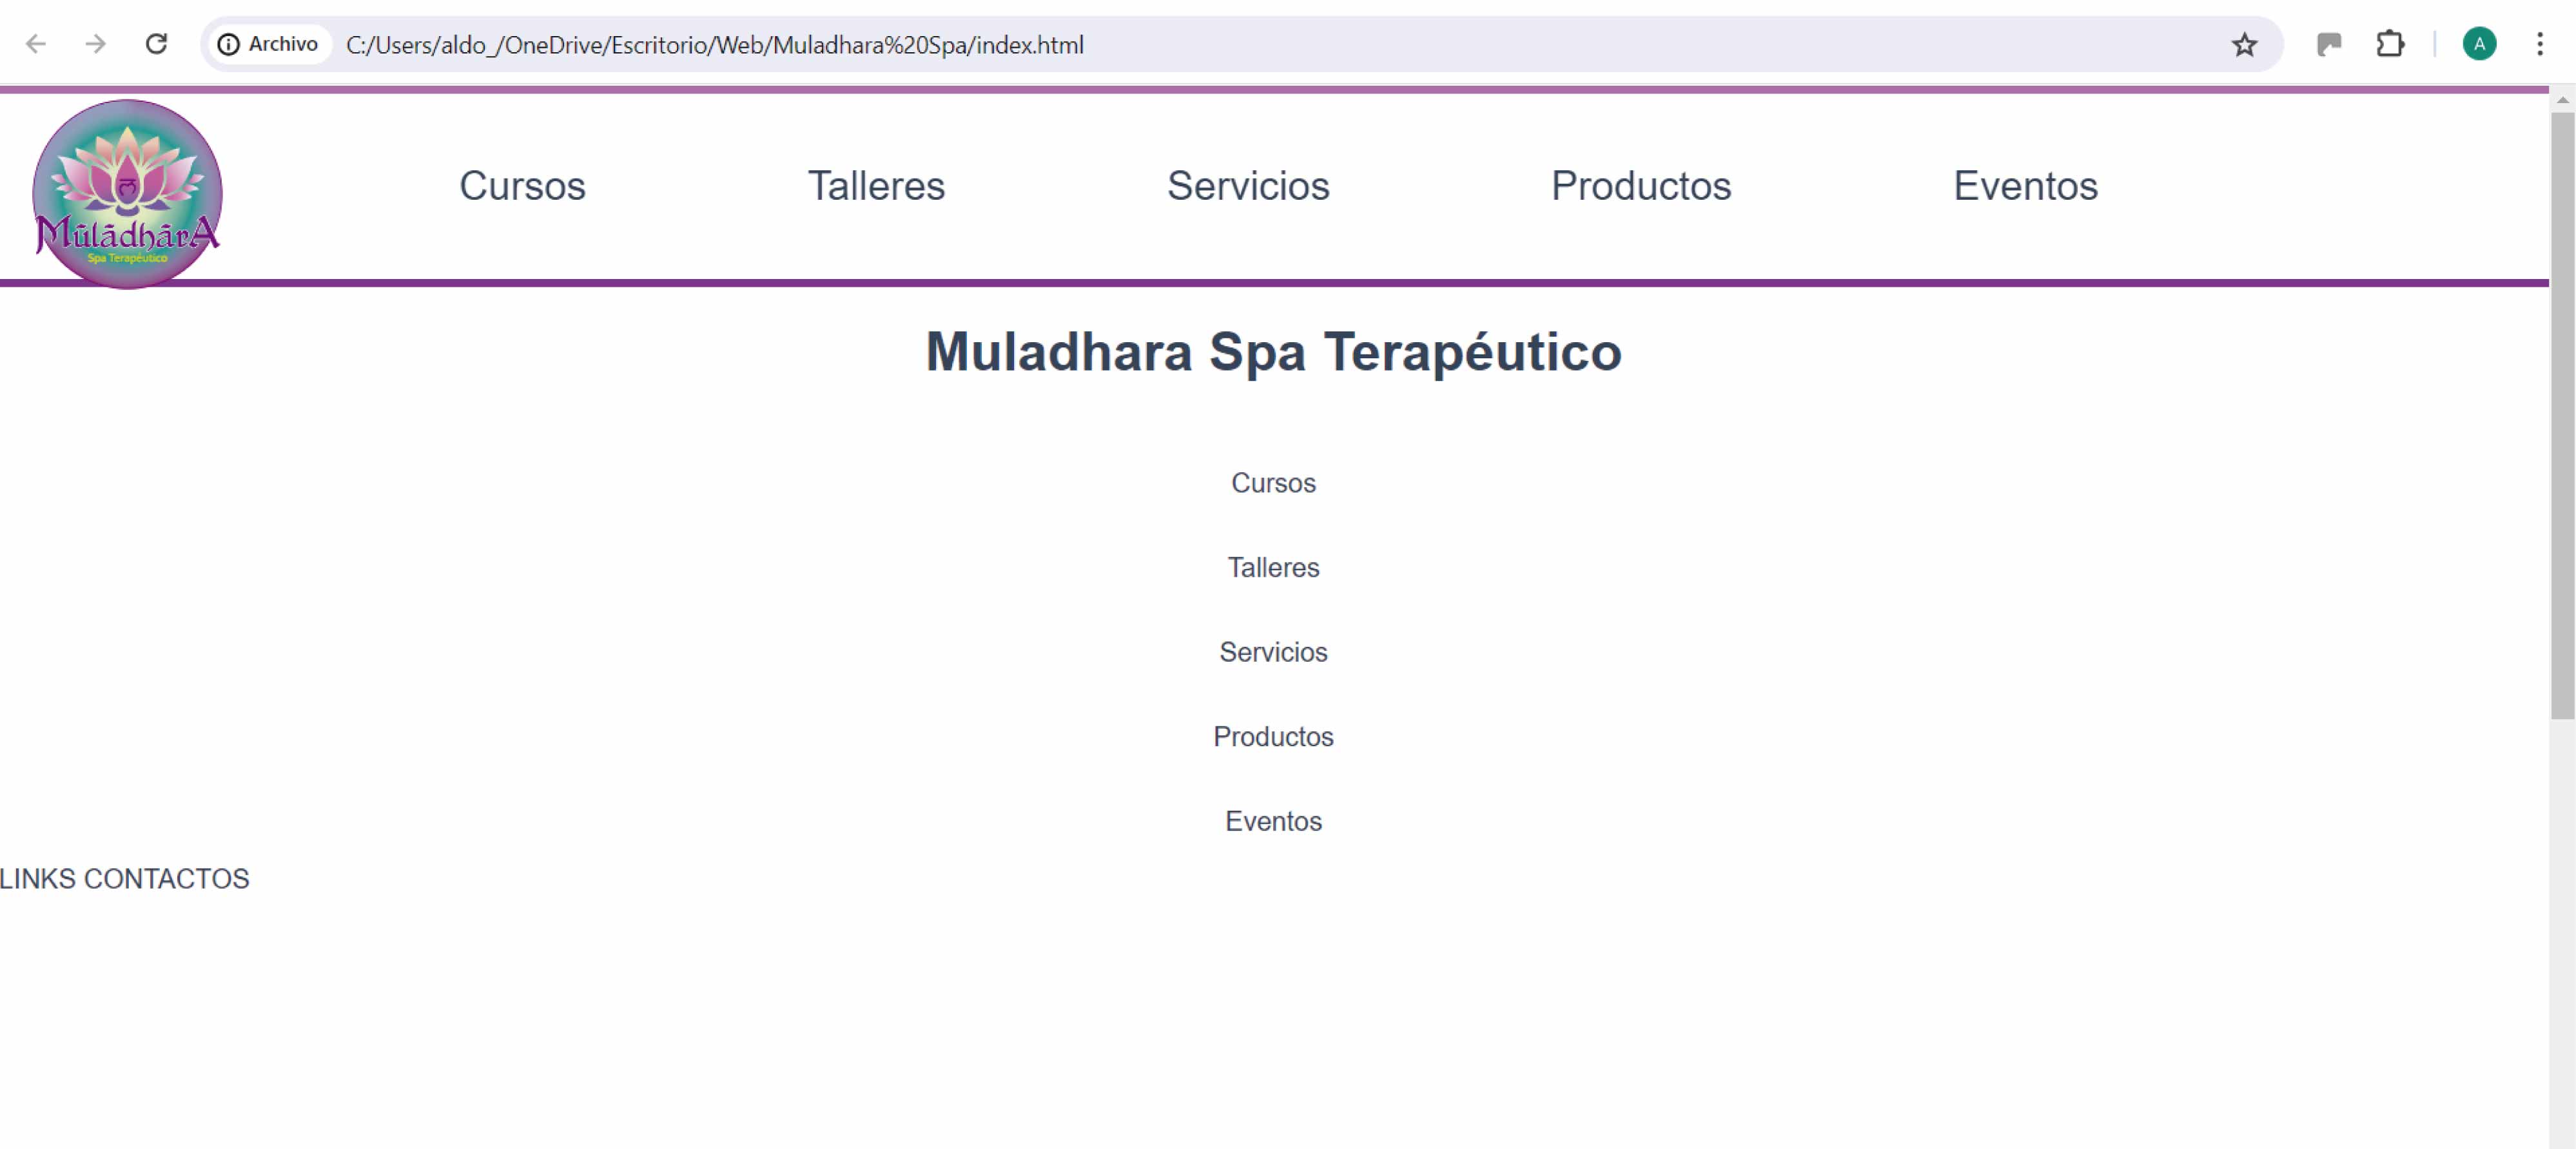 Archivo C:/Users/aldo_/OneDrive/Escritorio/Web/Muladhara%20Spa/index.html A
Mūlādhāra
Spa Terapéutico
Cursos Talleres Servicios Productos Eventos
Muladhara Spa Terapéutico
Cursos
Talleres
Servicios
Productos
Eventos
LINKS CONTACTOS